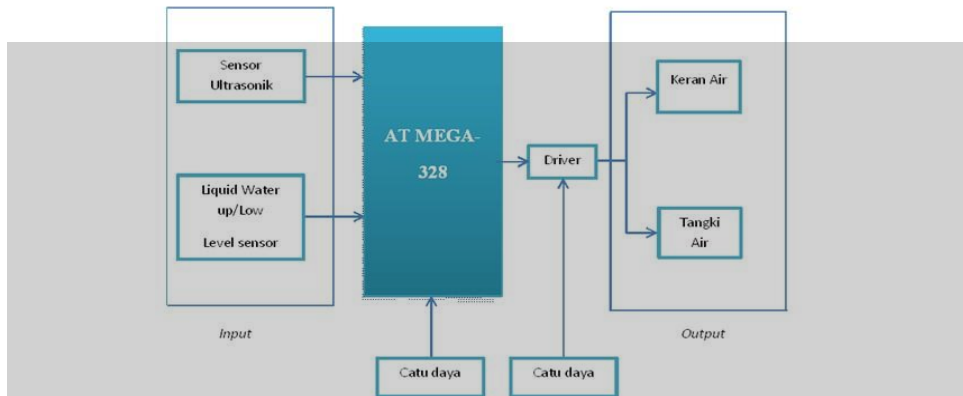 Sensor
Ultrasonik
Liquid Water
up/Low
Level sensor
Input
AT MEGA-
328
Driver
Keran Air
Tangki
Air
Output
Catu daya
Catu daya